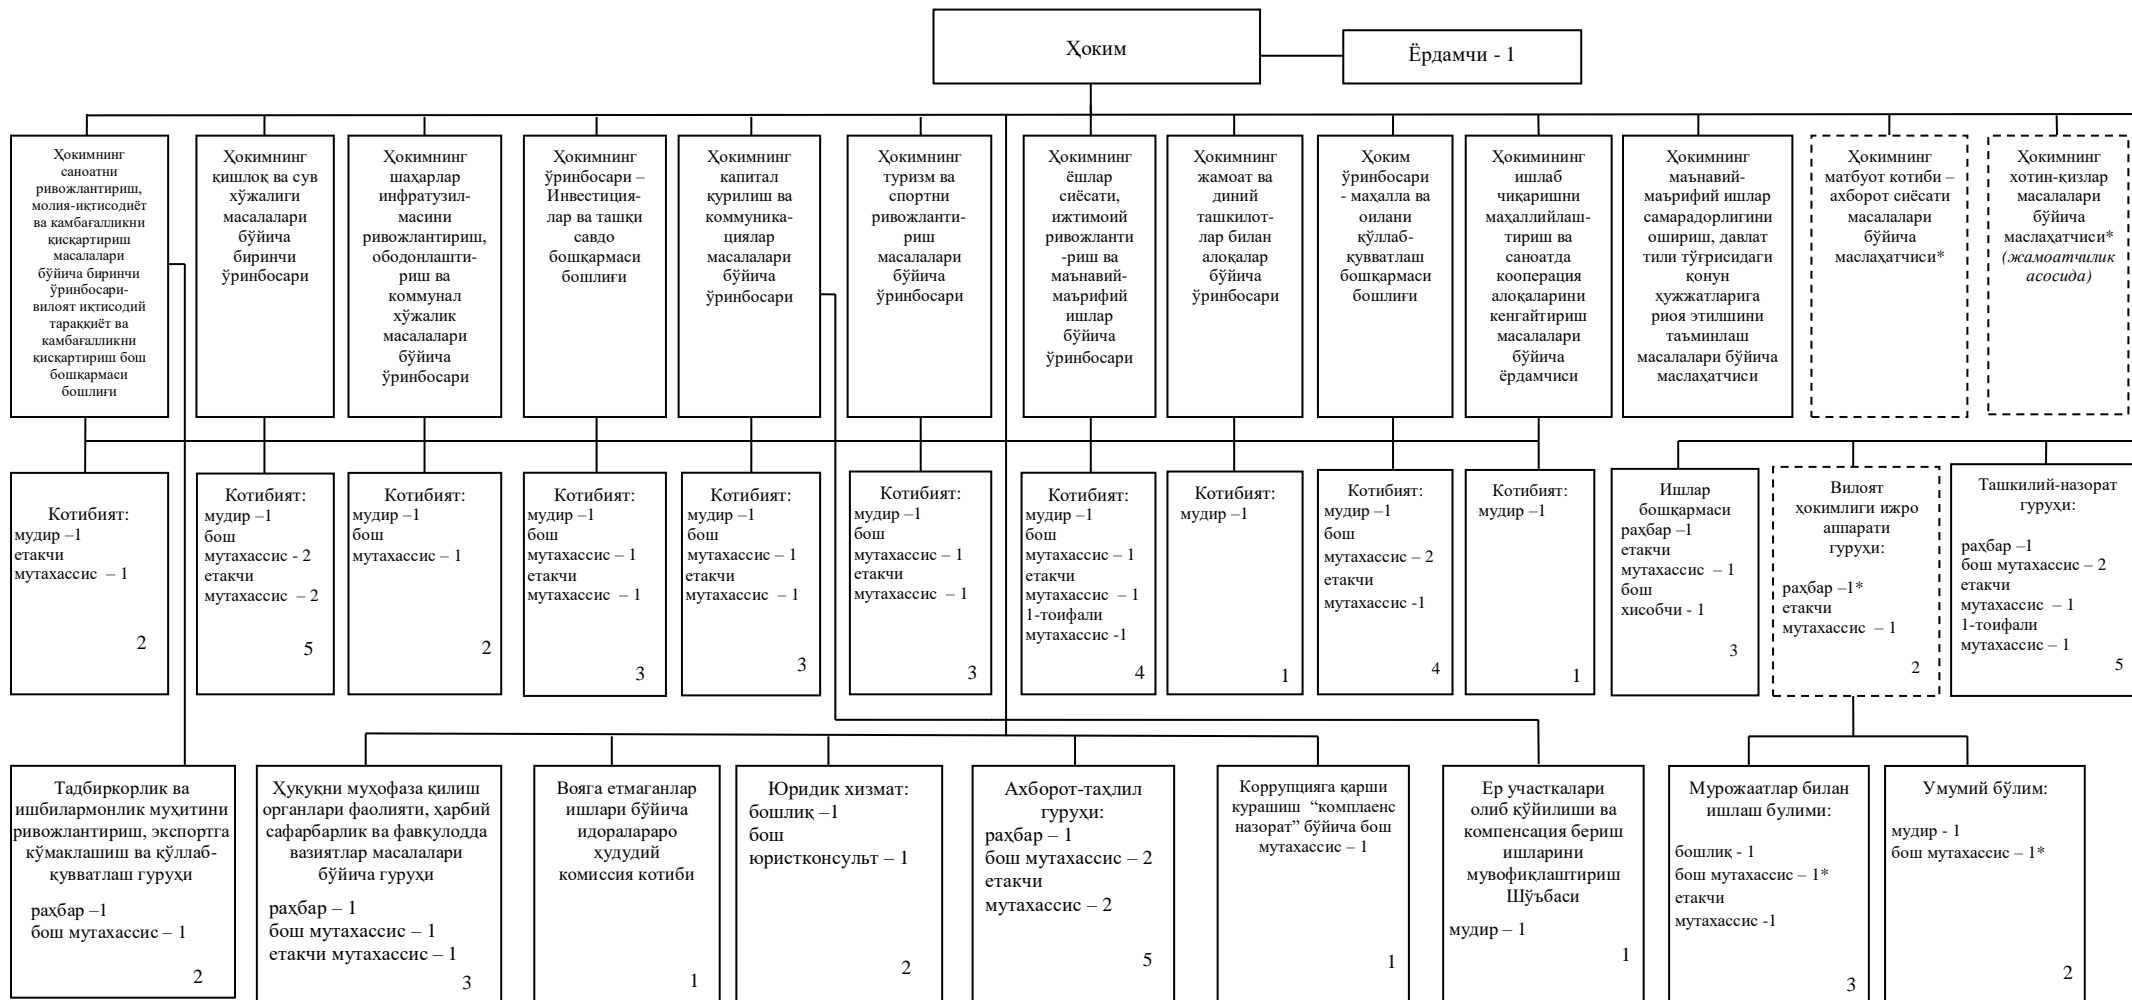 Ҳоким
Ёрдамчи - 1
Ҳокимнинг
саноатни
ривожлантириш,
молия-иқтисодиёт
ва камбағалликни
қисқартириш
масалалари
бўйича биринчи
ўринбосари-
вилоят иқтисодий
тараққиёт ва
камбағалликни
қисқартириш бош
бошқармаси
бошлиғи
Ҳокимнинг
қишлоқ ва сув
хўжалиги
масалалари
бўйича
биринчи
ўринбосари
Ҳокимнинг
шаҳарлар
инфратузил-
масини
ривожлантириш,
ободонлашти-
риш ва
коммунал
хўжалик
масалалари
бўйича
ўринбосари
Ҳокимнинг
ўринбосари –
Инвестиция-
лар ва ташқи
савдо
бошқармаси
бошлиғи
Ҳокимнинг
капитал
қурилиш ва
коммуника-
циялар
масалалари
бўйича
ўринбосари
Ҳокимнинг
туризм ва
спортни
ривожланти-
риш
масалалари
бўйича
ўринбосари
Ҳокимнинг
ёшлар
сиёсати,
ижтимоий
ривожланти
-риш ва
маънавий-
маърифий
ишлар
бўйича
ўринбосари
Ҳокимнинг
жамоат ва
диний
ташкилот-
лар билан
алоқалар
бўйича
ўринбосари
Ҳоким
ўринбосари
- маҳалла ва
оилани
қўллаб-
қувватлаш
бошқармаси
бошлиғи
Ҳокимининг
ишлаб
чиқаришни
маҳаллийлаш-
тириш ва
саноатда
кооперация
алоқаларини
кенгайтириш
масалалари
бўйича
ёрдамчиси
Ҳокимнинг
маънавий-
маърифий ишлар
самарадорлигини
ошириш, давлат
тили тўғрисидаги
қонун
ҳужжатларига
риоя этилшини
таъминлаш
масалалари бўйича
маслаҳатчиси
Ҳокимнинг
матбуот котиби –
ахборот сиёсати
масалалари
бўйича
маслаҳатчиси*
Ҳокимнинг
хотин-қизлар
масалалари
бўйича
маслаҳатчиси*
(жамоатчилик
асосида)
Котибият:
мудир –1
етакчи
мутахассис – 1
2
Котибият:
мудир –1
бош
мутахассис - 2
етакчи
мутахассис – 2
5
Котибият:
мудир –1
бош
мутахассис – 1
2
Котибият:
мудир –1
бош
мутахассис – 1
етакчи
мутахассис – 1
3
Котибият:
мудир –1
бош
мутахассис – 1
етакчи
мутахассис – 1
3
Котибият:
мудир –1
бош
мутахассис – 1
етакчи
мутахассис – 1
3
Котибият:
мудир –1
бош
мутахассис – 1
етакчи
мутахассис – 1
1-тоифали
мутахассис -1
4
Котибият:
мудир –1
1
Котибият:
мудир –1
бош
мутахассис – 2
етакчи
мутахассис -1
4
Котибият:
мудир –1
1
Ишлар
бошқармаси
раҳбар –1
етакчи
мутахассис – 1
бош
хисобчи - 1
3
Вилоят
ҳокимлиги ижро
аппарати
гуруҳи:
раҳбар –1*
етакчи
мутахассис – 1
2
Ташкилий-назорат
гуруҳи:
раҳбар –1
бош мутахассис – 2
етакчи
мутахассис – 1
1-тоифали
мутахассис – 1
5
Тадбиркорлик ва
ишбилармонлик муҳитини
ривожлантириш, экспортга
кўмаклашиш ва қўллаб-
қувватлаш гуруҳи
раҳбар –1
бош мутахассис – 1
2
Ҳуқуқни муҳофаза қилиш
органлари фаолияти, ҳарбий
сафарбарлик ва фавқулодда
вазиятлар масалалари
бўйича гуруҳи
раҳбар – 1
бош мутахассис – 1
етакчи мутахассис – 1
3
Вояга етмаганлар
ишлари бўйича
идоралараро
ҳудудий
комиссия котиби
1
Юридик хизмат:
бошлиқ –1
бош
юристконсульт – 1
2
Ахборот-таҳлил
гуруҳи:
раҳбар – 1
бош мутахассис – 2
етакчи
мутахассис – 2
5
Коррупцияга қарши
курашиш “комплаенс
назорат” бўйича бош
мутахассис – 1
1
Ер участкалари
олиб қўйилиши ва
компенсация бериш
ишларини
мувофиқлаштириш
Шўъбаси
мудир – 1
1
Мурожаатлар билан
ишлаш булими:
бошлиқ - 1
бош мутахассис – 1*
етакчи
мутахассис -1
3
Умумий бўлим:
мудир - 1
бош мутахассис – 1*
2